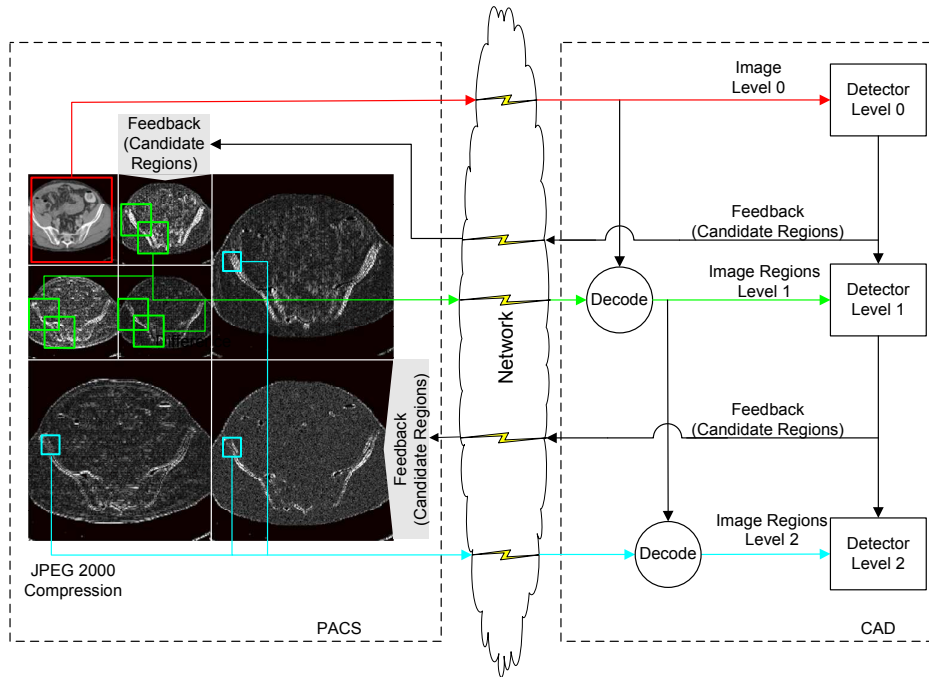 Image
Level 0
Detector
Level 0
Feedback
(Candidate
Regions)
Feedback
(Candidate Regions)
Image Regions
Level 1
Decode
Detector
Level 1
Network
Feedback
(Candidate Regions)
Feedback
(Candidate Regions)
Image Regions
Level 2
Decode
Detector
Level 2
JPEG 2000
Compression
PACS
CAD